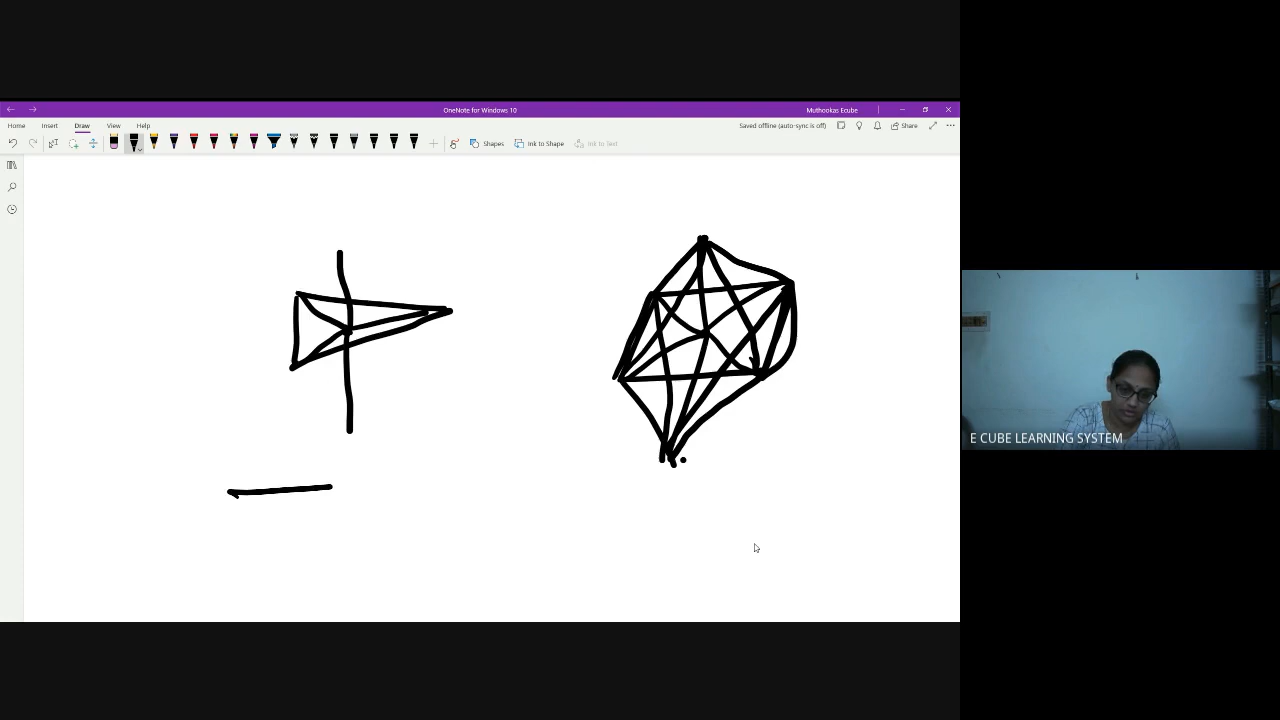 OneNote for Windows 10
Muthookas Ecube
Home Insert Draw View Help
Saved offline (auto-sync is off)
Share
Shapes
Ink to Shape
Ink to Text
E CUBE LEARNING SYSTEM